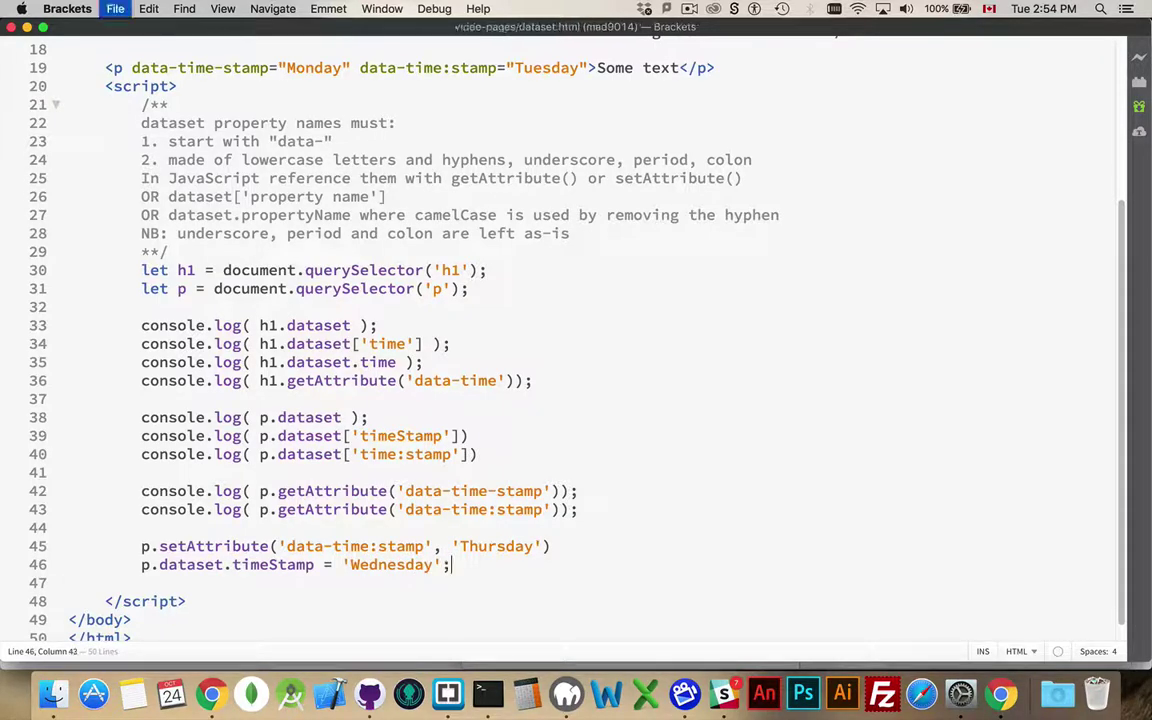 Brackets File Edit Find View Navigate Emmet Window Debug Help 100% Tue 2:54 PM
video-pages/dataset.html (mad9014) — Brackets
18
19 <p data-time-stamp="Monday" data-time:stamp="Tuesday">Some text</p>
20 <script>
21 /**
22 dataset property names must:
23 1. start with "data-"
24 2. made of lowercase letters and hyphens, underscore, period, colon
25 In JavaScript reference them with getAttribute() or setAttribute()
26 OR dataset['property name']
27 OR dataset.propertyName where camelCase is used by removing the hyphen
28 NB: underscore, period and colon are left as-is
29 **/
30 let h1 = document.querySelector('h1');
31 let p = document.querySelector('p');
32
33 console.log( h1.dataset );
34 console.log( h1.dataset['time'] );
35 console.log( h1.dataset.time );
36 console.log( h1.getAttribute('data-time'));
37
38 console.log( p.dataset );
39 console.log( p.dataset['timeStamp'])
40 console.log( p.dataset['time:stamp'])
41
42 console.log( p.getAttribute('data-time-stamp'));
43 console.log( p.getAttribute('data-time:stamp'));
44
45 p.setAttribute('data-time:stamp', 'Thursday')
46 p.dataset.timeStamp = 'Wednesday';
47
48 </script>
49 </body>
50 </html>
Line 46, Column 43 — 50 Lines INS HTML Spaces: 4
OCT
24
7
An Ps Ai Fz